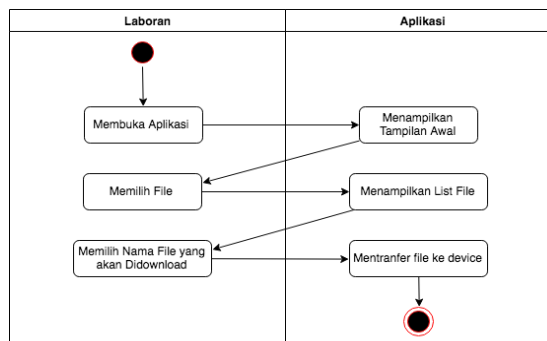 Laboran
Aplikasi
Membuka Aplikasi
Menampilkan
Tampilan Awal
Memilih File
Menampilkan List File
Memilih Nama File yang
akan Didownload
Mentranfer file ke device